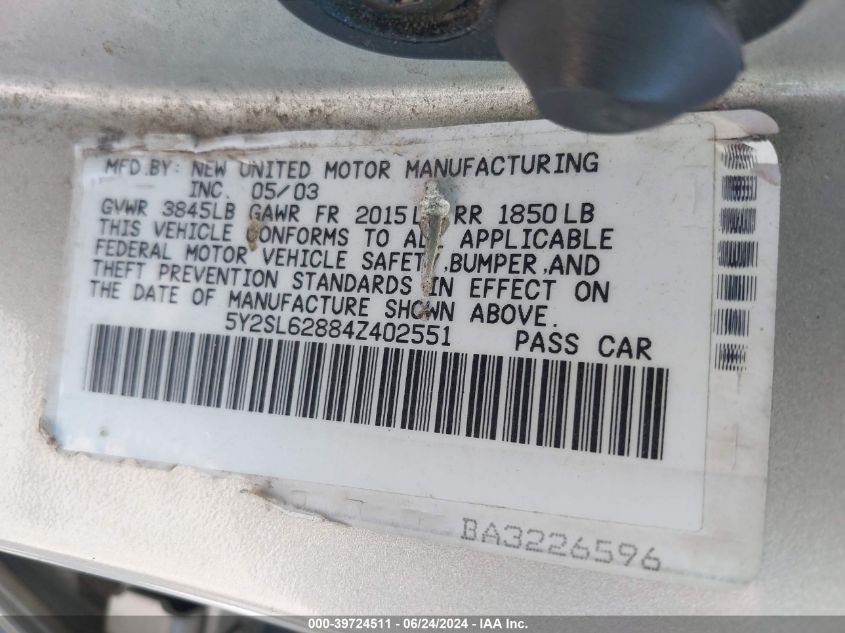 MFD.BY: NEW UNITED MOTOR MANUFACTURING
INC. 05/03
GVWR 3845LB GAWR FR 2015L RR 1850LB
THIS VEHICLE CONFORMS TO ALL APPLICABLE
FEDERAL MOTOR VEHICLE SAFETY,BUMPER,AND
THEFT PREVENTION STANDARDS IN EFFECT ON
THE DATE OF MANUFACTURE SHOWN ABOVE.
5Y2SL62884Z402551 PASS CAR
BA3226596
000-39724511 - 06/24/2024 - IAA Inc.